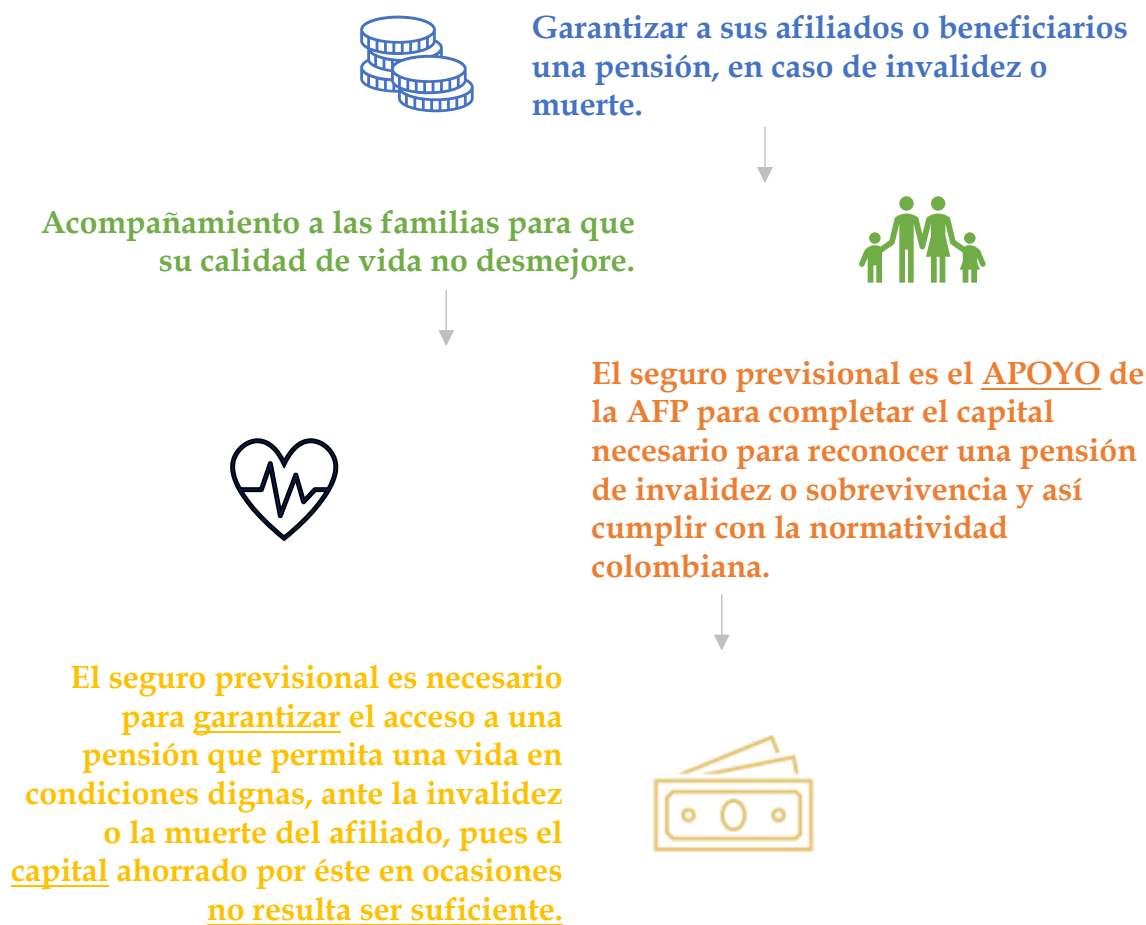 Garantizar a sus afiliados o beneficiarios
una pensión, en caso de invalidez o
muerte.
Acompañamiento a las familias para que
su calidad de vida no desmejore.
El seguro previsional es el APOYO de
la AFP para completar el capital
necesario para reconocer una pensión
de invalidez o sobrevivencia y así
cumplir con la normatividad
colombiana.
El seguro previsional es necesario
para garantizar el acceso a una
pensión que permita una vida en
condiciones dignas, ante la invalidez
o la muerte del afiliado, pues el
capital ahorrado por éste en ocasiones
no resulta ser suficiente.